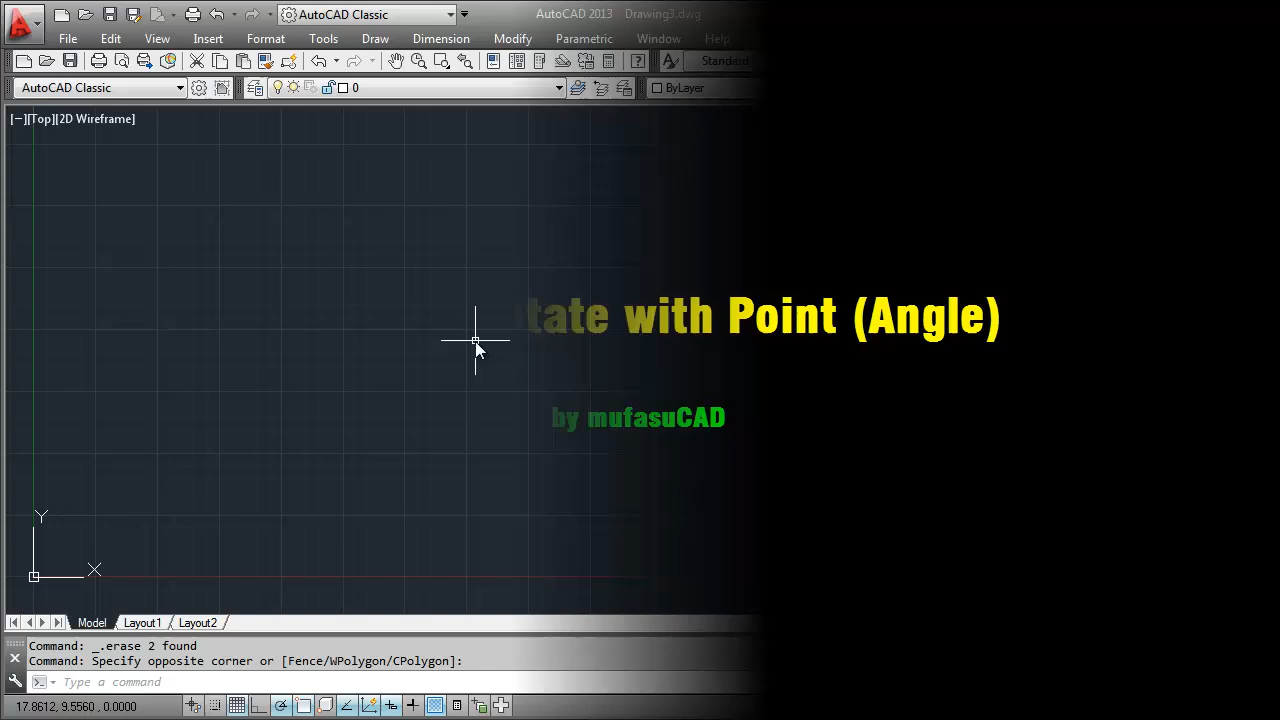 AutoCAD Classic
AutoCAD 2013 Drawing3.dwg
File Edit View Insert Format Tools Draw Dimension Modify Parametric Window Help
Standard
AutoCAD Classic
0
ByLayer
[−][Top][2D Wireframe]
tate with Point (Angle)
by mufasuCAD
Y
X
Model Layout1 Layout2
Command: _.erase 2 found
Command: Specify opposite corner or [Fence/WPolygon/CPolygon]:
Type a command
17.8612, 9.5560, 0.0000